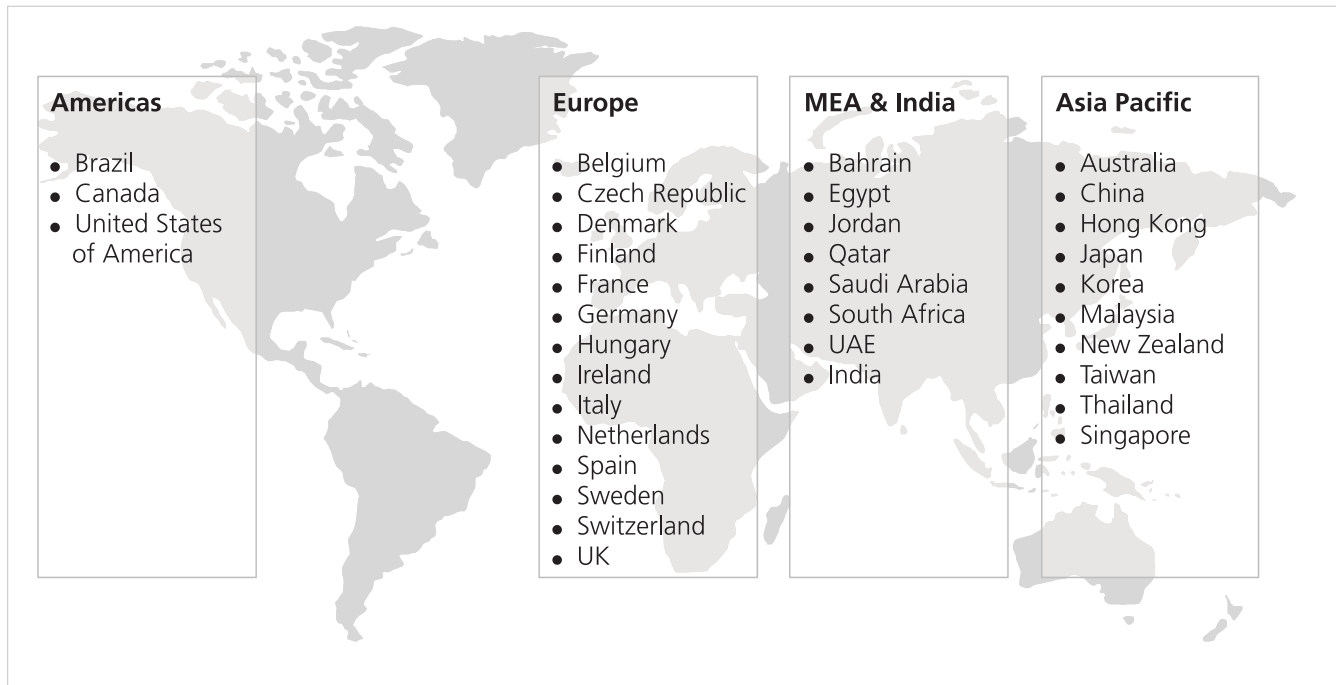 Americas
• Brazil
• Canada
• United States
of America
Europe
• Belgium
• Czech Republic
• Denmark
• Finland
• France
• Germany
• Hungary
• Ireland
• Italy
• Netherlands
• Spain
• Sweden
• Switzerland
• UK
MEA & India
• Bahrain
• Egypt
• Jordan
• Qatar
• Saudi Arabia
• South Africa
• UAE
• India
Asia Pacific
• Australia
• China
• Hong Kong
• Japan
• Korea
• Malaysia
• New Zealand
• Taiwan
• Thailand
• Singapore